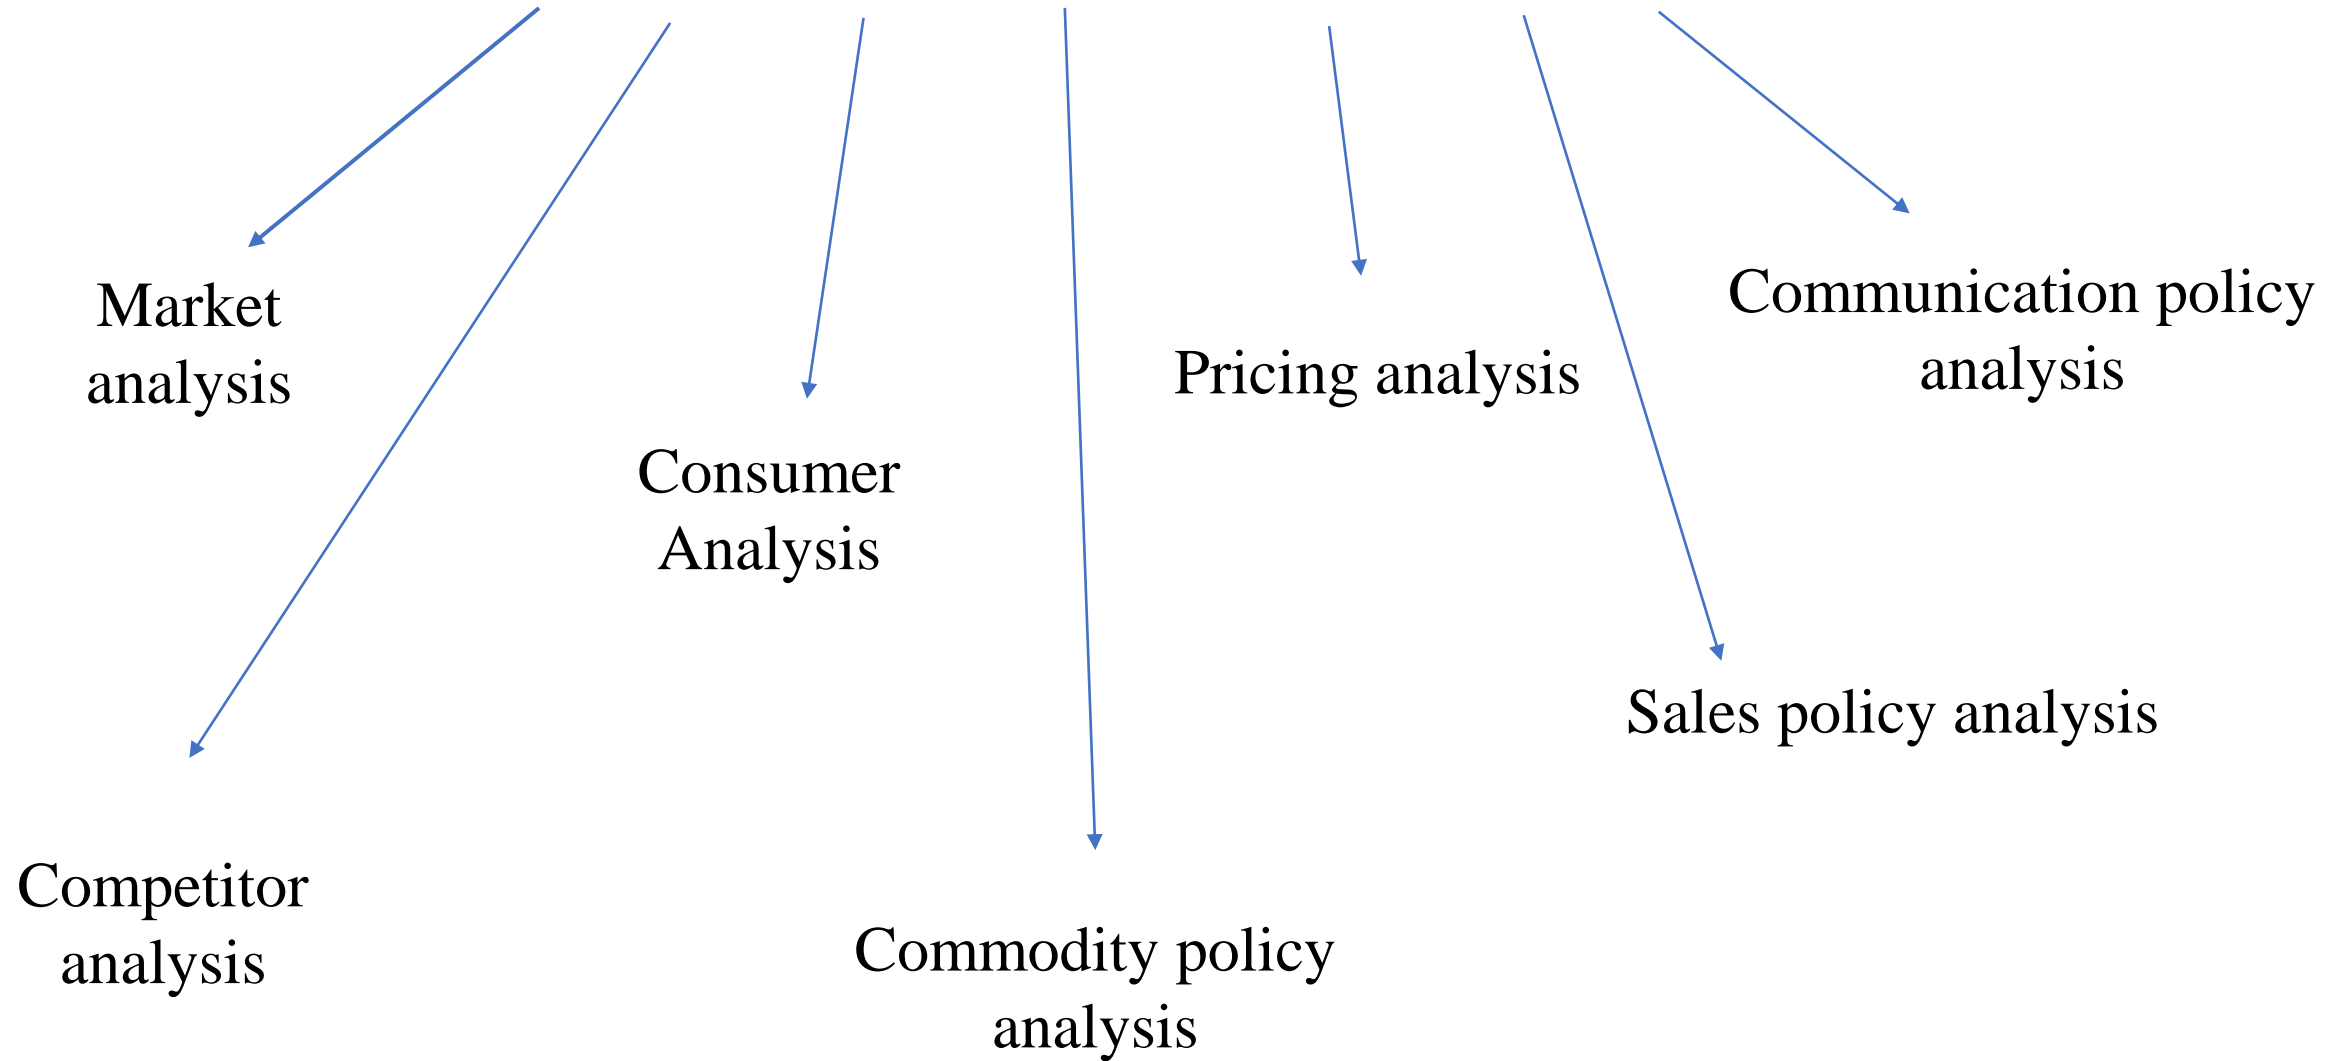 Market
analysis
Competitor
analysis
Consumer
Analysis
Commodity policy
analysis
Pricing analysis
Sales policy analysis
Communication policy
analysis